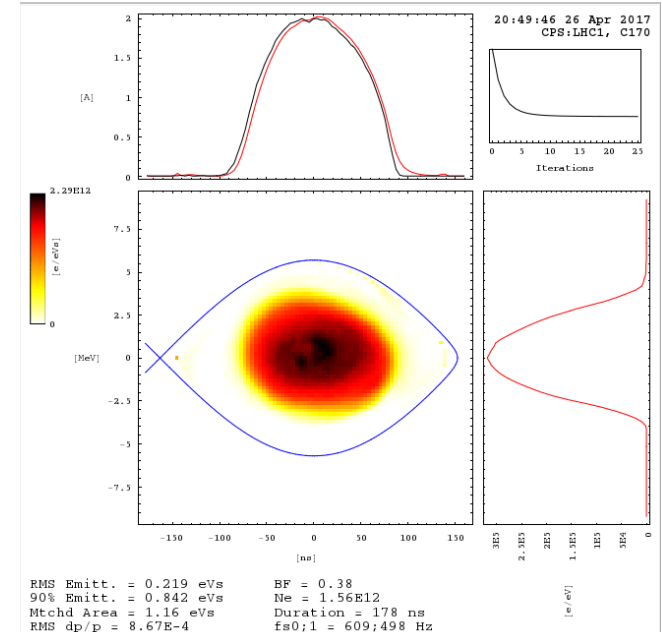 20:49:46 26 Apr 2017
CPS:LHC1, C170
2
1.5
[A]
1
0.5
0
0 5 10 15 20 25
Iterations
2.29E12
[e/eVs]
0
7.5
5
2.5
[MeV] 0
-2.5
-5
-7.5
-150 -100 -50 0 50 100 150
[ns]
3E5 2.5E5 2E5 1.5E5 1E5 5E4 0
[e/eV]
RMS Emitt. = 0.219 eVs BF = 0.38
90% Emitt. = 0.842 eVs Ne = 1.56E12
Mtchd Area = 1.16 eVs Duration = 178 ns
RMS dp/p = 8.67E-4 fs0;1 = 609;498 Hz